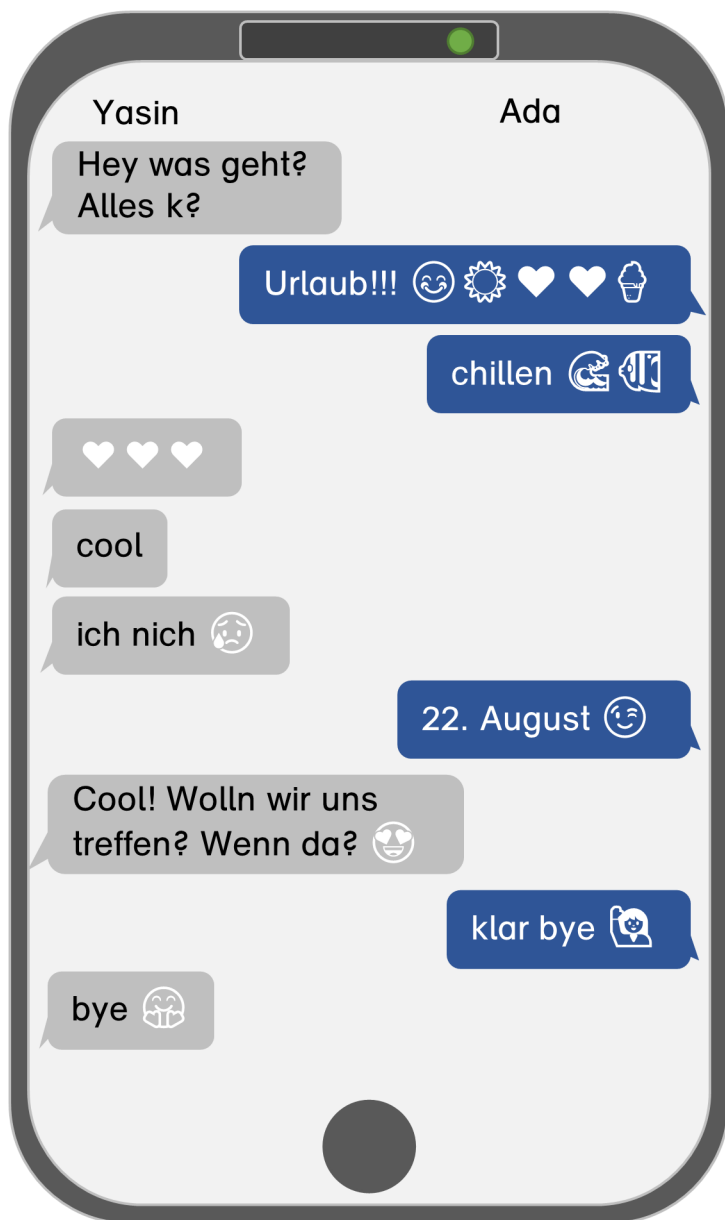 Yasin
Ada
Hey was geht?
Alles k?
Urlaub!!! 😊🌞🤍🤍🍦
chillen 🌊🐠
🤍🤍🤍
cool
ich nich 😥
22. August 😉
Cool! Wolln wir uns
treffen? Wenn da? 😍
klar bye 🙋‍♀️
bye 🤗